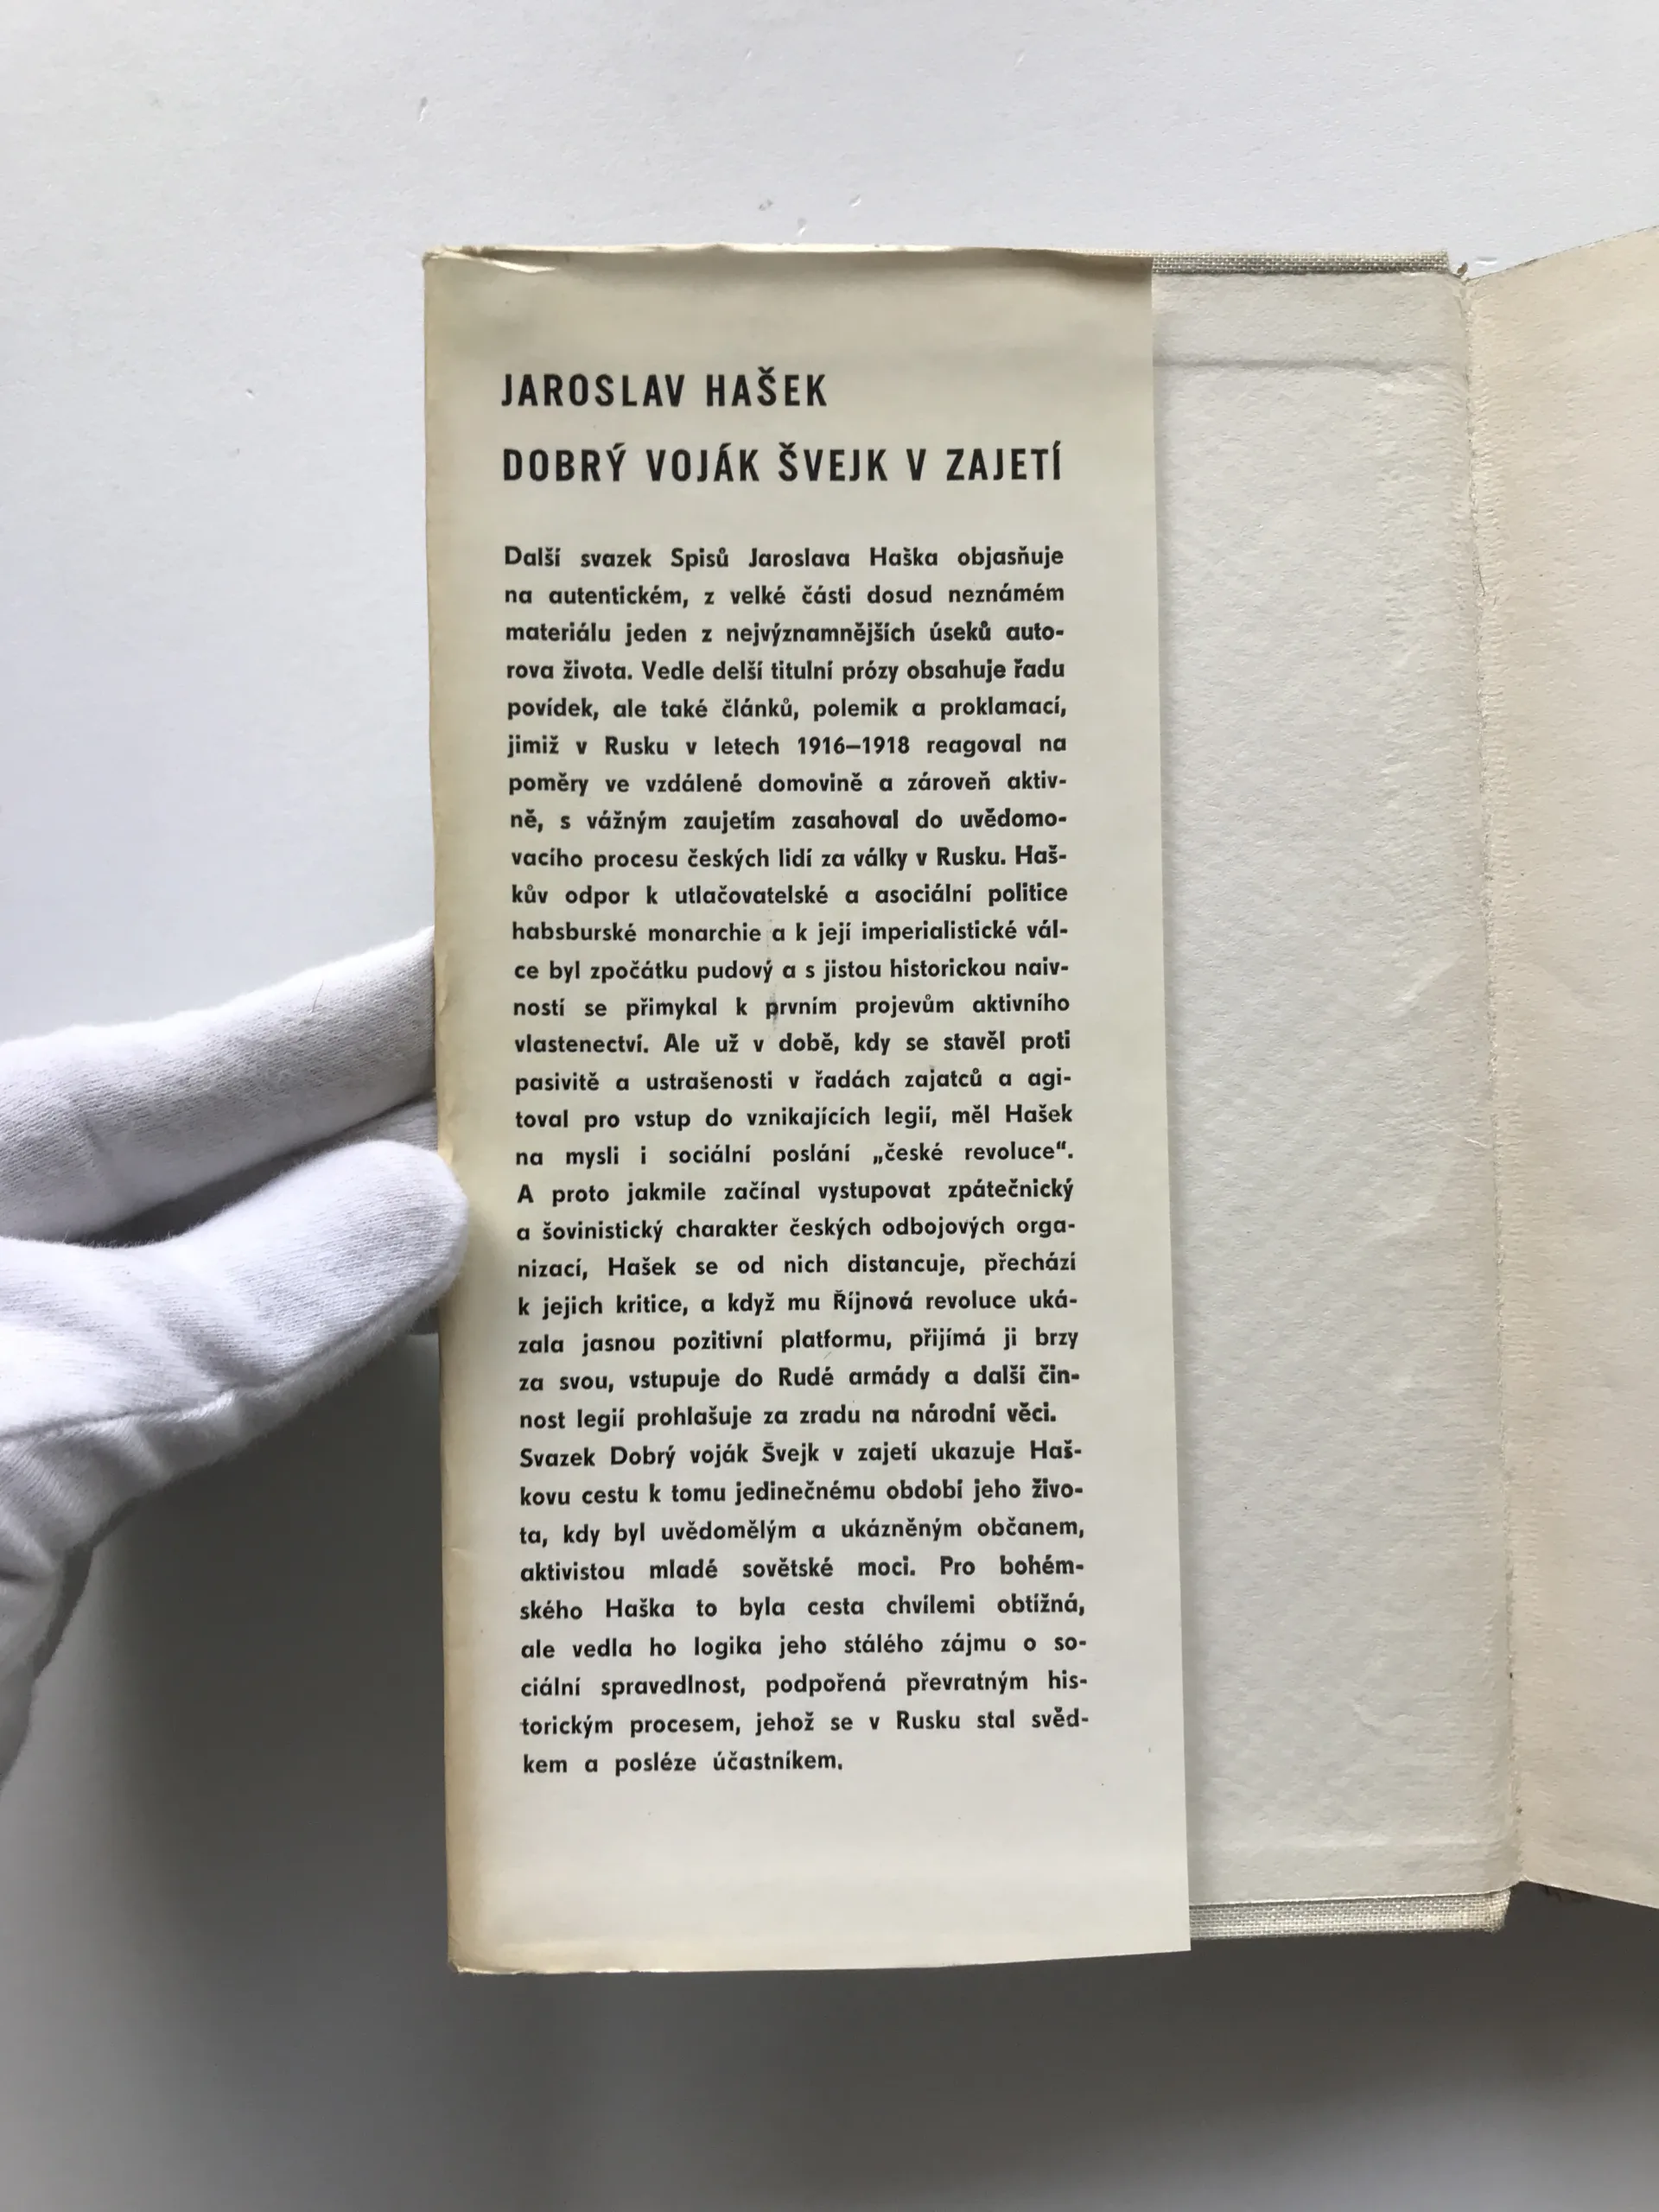 JAROSLAV HAŠEK
DOBRÝ VOJÁK ŠVEJK V ZAJETÍ
Další svazek Spisů Jaroslava Haška objasňuje
na autentickém, z velké části dosud neznámém
materiálu jeden z nejvýznamnějších úseků auto-
rova života. Vedle delší titulní prózy obsahuje řadu
povídek, ale také článků, polemik a proklamací,
jimiž v Rusku v letech 1916–1918 reagoval na
poměry ve vzdálené domovině a zároveň aktiv-
ně, s vážným zaujetím zasahoval do uvědomo-
vacího procesu českých lidí za války v Rusku. Haš-
kův odpor k utlačovatelské a asociální politice
habsburské monarchie a k její imperialistické vál-
ce byl zpočátku pudový a s jistou historickou naiv-
ností se přimykal k prvním projevům aktivního
vlastenectví. Ale už v době, kdy se stavěl proti
pasivitě a ustrašenosti v řadách zajatců a agi-
toval pro vstup do vznikajících legií, měl Hašek
na mysli i sociální poslání „české revoluce“.
A proto jakmile začínal vystupovat zpátečnický
a šovinistický charakter českých odbojových orga-
nizací, Hašek se od nich distancuje, přechází
k jejich kritice, a když mu Říjnová revoluce uká-
zala jasnou pozitivní platformu, přijímá ji brzy
za svou, vstupuje do Rudé armády a další čin-
nost legií prohlašuje za zradu na národní věci.
Svazek Dobrý voják Švejk v zajetí ukazuje Haš-
kovu cestu k tomu jedinečnému období jeho živo-
ta, kdy byl uvědomělým a ukázněným občanem,
aktivistou mladé sovětské moci. Pro bohém-
ského Haška to byla cesta chvílemi obtížná,
ale vedla ho logika jeho stálého zájmu o so-
ciální spravedlnost, podpořená převratným his-
torickým procesem, jehož se v Rusku stal svěd-
kem a posléze účastníkem.